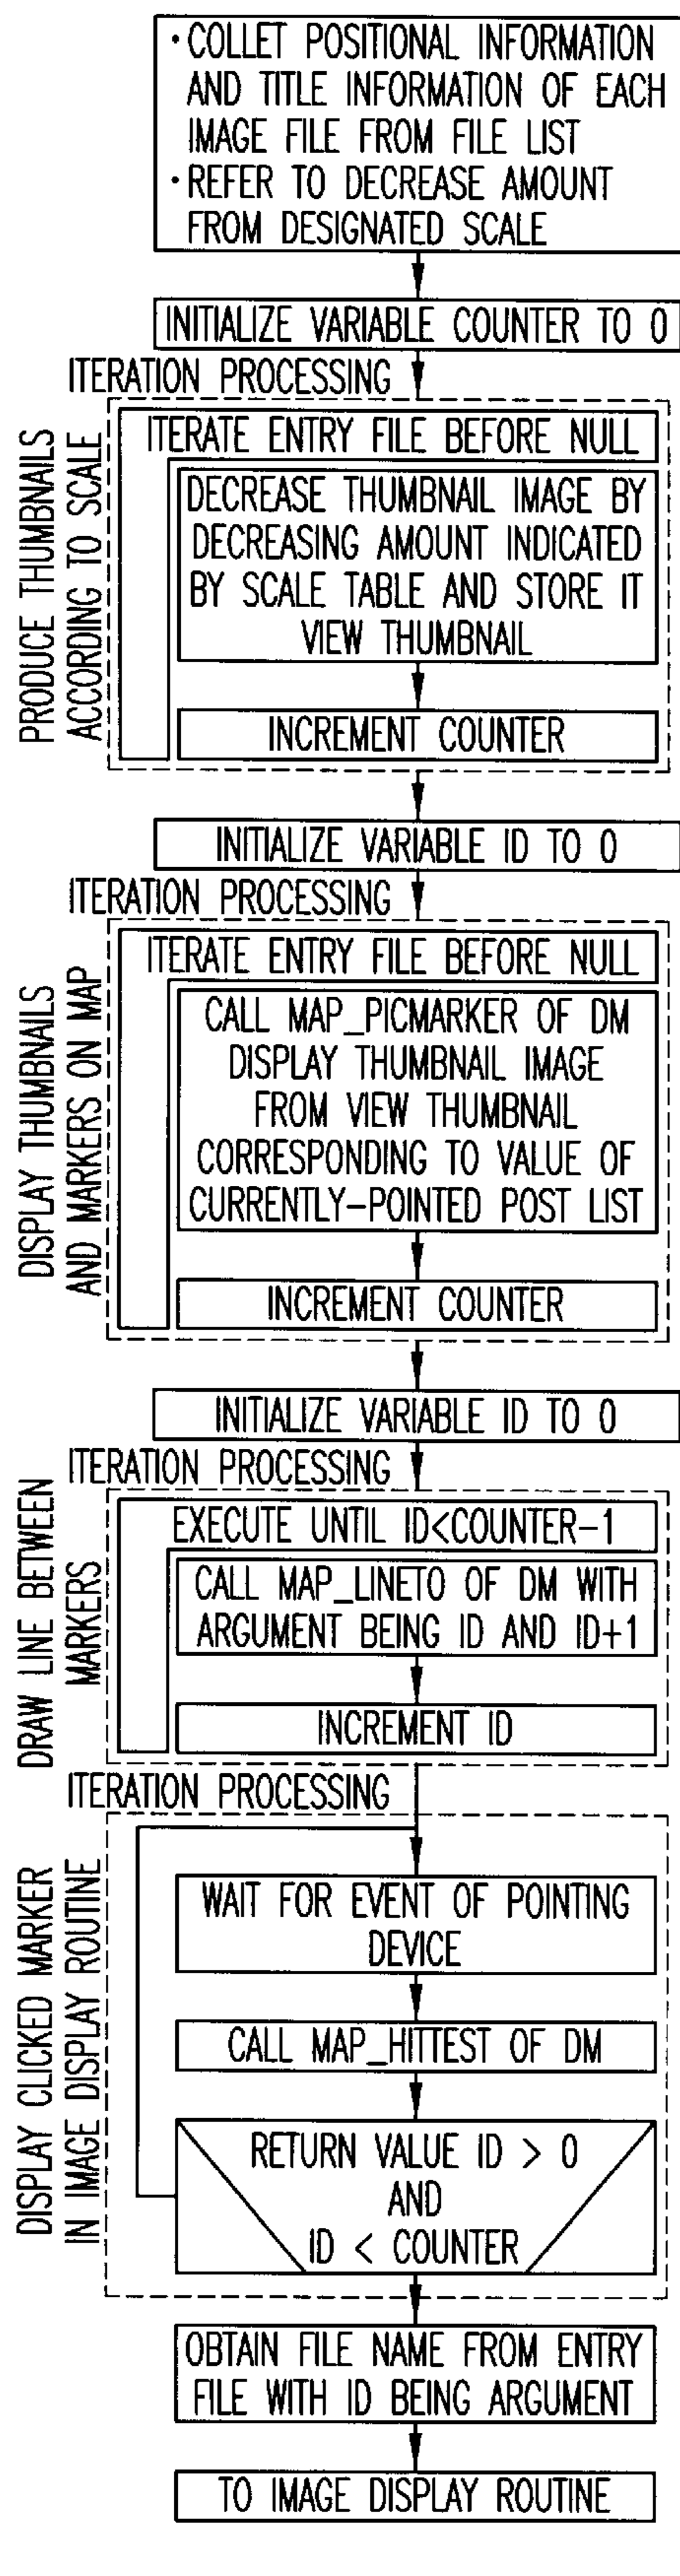 ·COLLET POSITIONAL INFORMATION
AND TITLE INFORMATION OF EACH
IMAGE FILE FROM FILE LIST
·REFER TO DECREASE AMOUNT
FROM DESIGNATED SCALE
INITIALIZE VARIABLE COUNTER TO 0
ITERATION PROCESSING
PRODUCE THUMBNAILS
ACCORDING TO SCALE
ITERATE ENTRY FILE BEFORE NULL
DECREASE THUMBNAIL IMAGE BY
DECREASING AMOUNT INDICATED
BY SCALE TABLE AND STORE IT
VIEW THUMBNAIL
INCREMENT COUNTER
INITIALIZE VARIABLE ID TO 0
ITERATION PROCESSING
DISPLAY THUMBNAILS
AND MARKERS ON MAP
ITERATE ENTRY FILE BEFORE NULL
CALL MAP_PICMARKER OF DM
DISPLAY THUMBNAIL IMAGE
FROM VIEW THUMBNAIL
CORRESPONDING TO VALUE OF
CURRENTLY-POINTED POST LIST
INCREMENT COUNTER
INITIALIZE VARIABLE ID TO 0
ITERATION PROCESSING
DRAW LINE BETWEEN
MARKERS
EXECUTE UNTIL ID<COUNTER-1
CALL MAP_LINETO OF DM WITH
ARGUMENT BEING ID AND ID+1
INCREMENT ID
ITERATION PROCESSING
DISPLAY CLICKED MARKER
IN IMAGE DISPLAY ROUTINE
WAIT FOR EVENT OF POINTING
DEVICE
CALL MAP_HITTEST OF DM
RETURN VALUE ID > 0
AND
ID < COUNTER
OBTAIN FILE NAME FROM ENTRY
FILE WITH ID BEING ARGUMENT
TO IMAGE DISPLAY ROUTINE